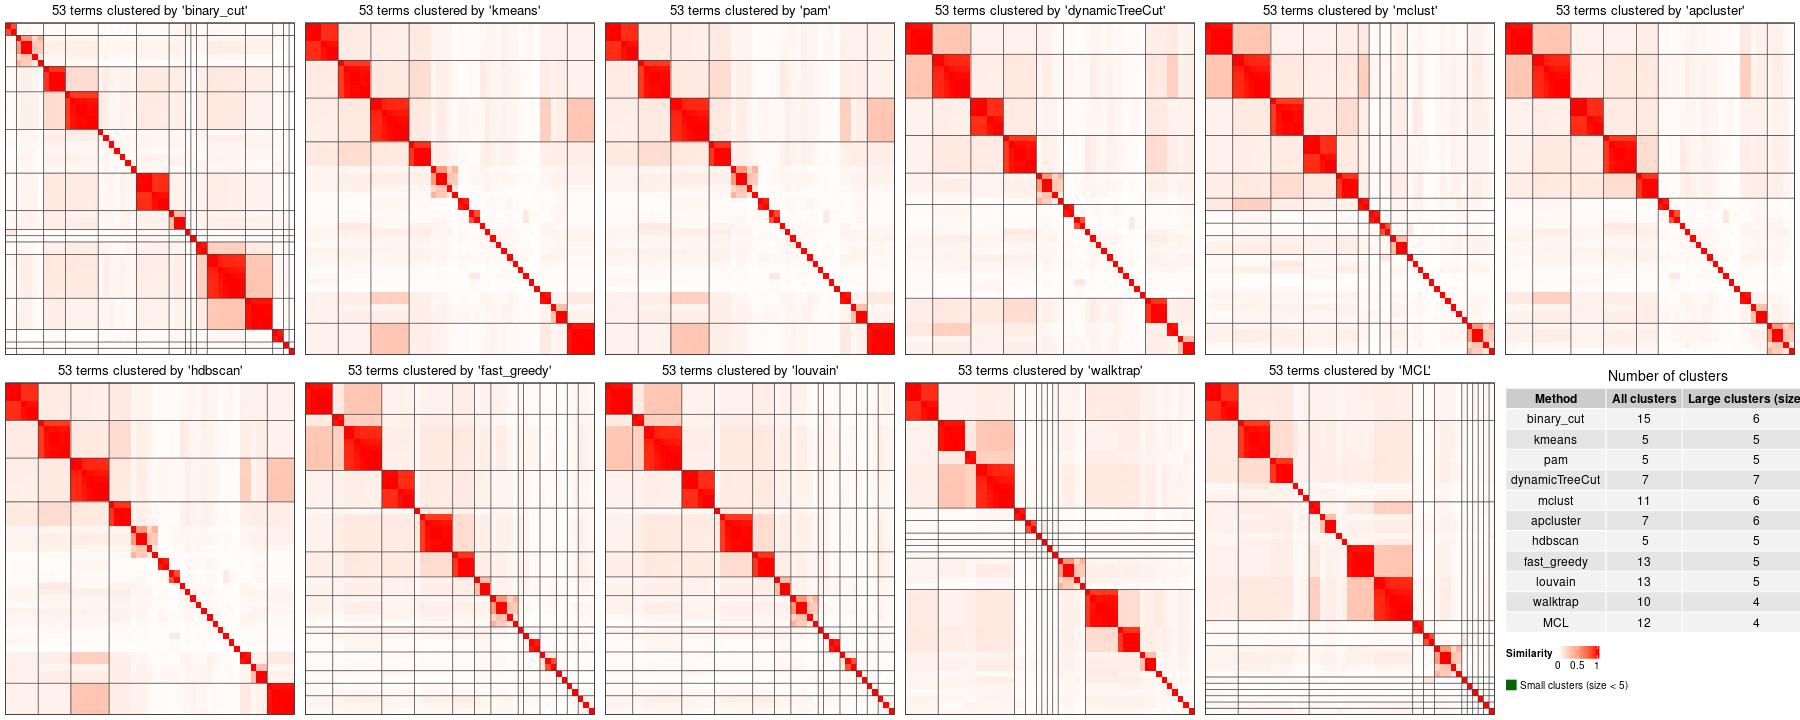 53 terms clustered by 'binary_cut'
53 terms clustered by 'kmeans'
53 terms clustered by 'pam'
53 terms clustered by 'dynamicTreeCut'
53 terms clustered by 'mclust'
53 terms clustered by 'apcluster'
53 terms clustered by 'hdbscan'
53 terms clustered by 'fast_greedy'
53 terms clustered by 'louvain'
53 terms clustered by 'walktrap'
53 terms clustered by 'MCL'
Number of clusters
Method All clusters Large clusters (size
binary_cut 15 6
kmeans 5 5
pam 5 5
dynamicTreeCut 7 7
mclust 11 6
apcluster 7 6
hdbscan 5 5
fast_greedy 13 5
louvain 13 5
walktrap 10 4
MCL 12 4
Similarity
0 0.5 1
Small clusters (size < 5)